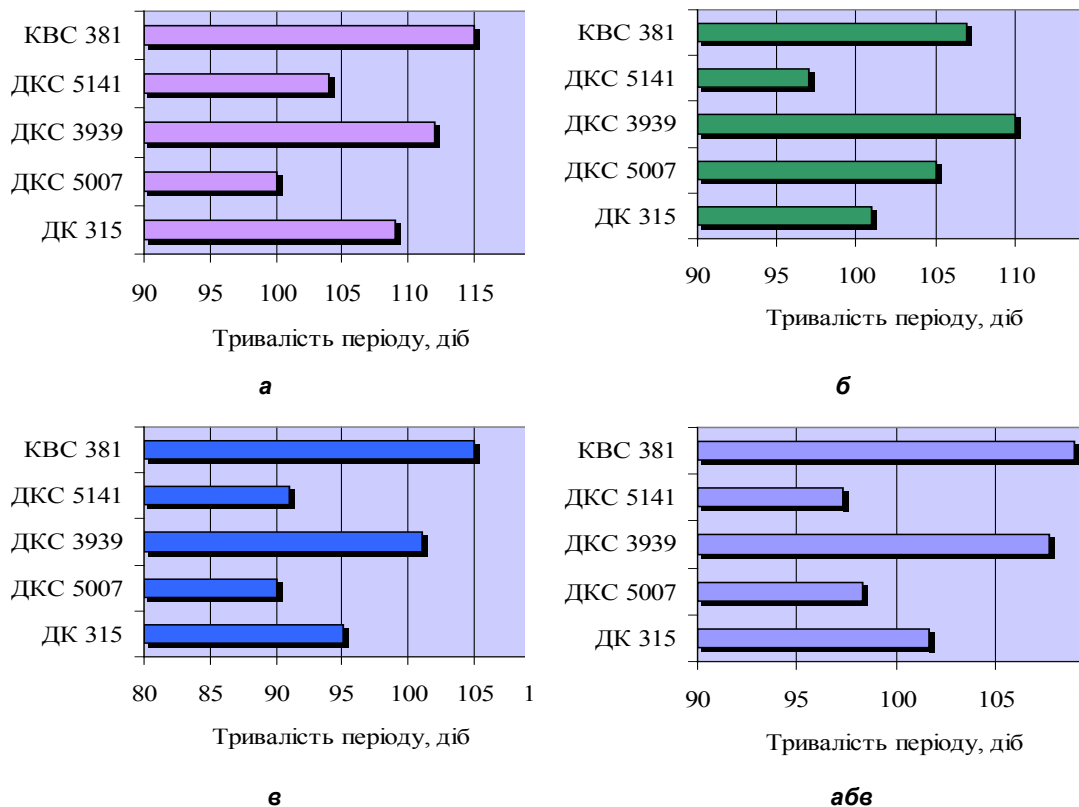 КВС 381
ДКС 5141
ДКС 3939
ДКС 5007
ДК 315
90 95 100 105 110 115
Тривалість періоду, діб
а
КВС 381
ДКС 5141
ДКС 3939
ДКС 5007
ДК 315
90 95 100 105 110
Тривалість періоду, діб
б
КВС 381
ДКС 5141
ДКС 3939
ДКС 5007
ДК 315
80 85 90 95 100 105 1
Тривалість періоду, діб
в
КВС 381
ДКС 5141
ДКС 3939
ДКС 5007
ДК 315
90 95 100 105
Тривалість періоду, діб
абв